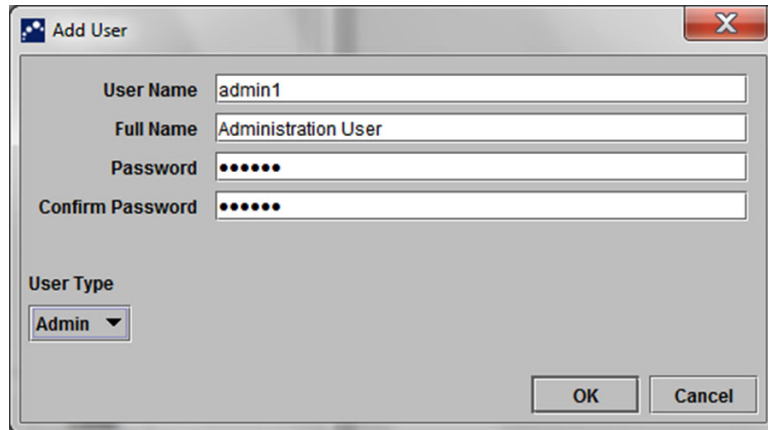 Add User
User Name admin1
Full Name Administration User
Password ••••••
Confirm Password ••••••
User Type
Admin
OK Cancel